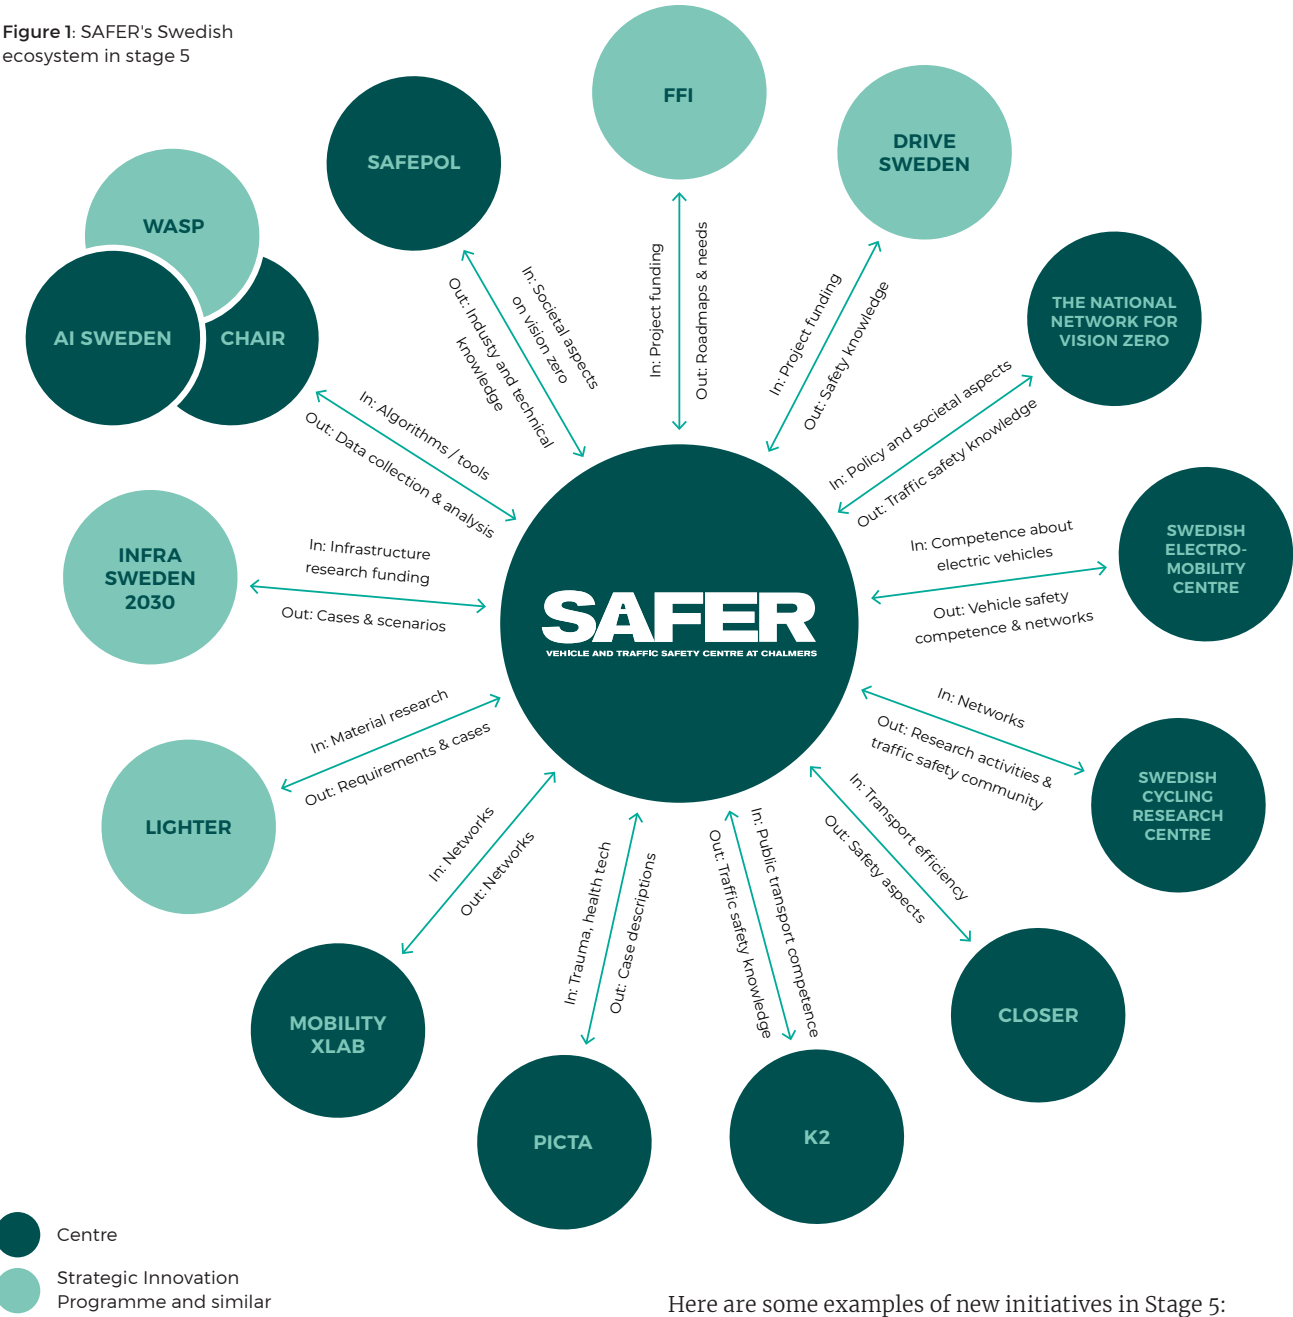 Figure 1: SAFER's Swedish
ecosystem in stage 5
FFI
In: Project funding
Out: Roadmaps & needs
DRIVE
SWEDEN
In: Project funding
Out: Safety knowledge
THE NATIONAL
NETWORK FOR
VISION ZERO
In: Policy and societal aspects
Out: Traffic safety knowledge
SWEDISH
ELECTRO-
MOBILITY
CENTRE
In: Competence about
electric vehicles
Out: Vehicle safety
competence & networks
SWEDISH
CYCLING
RESEARCH
CENTRE
In: Networks
Out: Research activities &
traffic safety community
CLOSER
In: Transport efficiency
Out: Safety aspects
K2
In: Public transport competence
Out: Traffic safety knowledge
PICTA
In: Trauma, health tech
Out: Case descriptions
MOBILITY
XLAB
In: Networks
Out: Networks
LIGHTER
In: Material research
Out: Requirements & cases
INFRA
SWEDEN
2030
In: Infrastructure
research funding
Out: Cases & scenarios
WASP
AI SWEDEN
CHAIR
In: Algorithms / tools
Out: Data collection & analysis
SAFEPOL
In: Societal aspects
on vision zero
Out: Industy and technical
knowledge
SAFER
VEHICLE AND TRAFFIC SAFETY CENTRE AT CHALMERS
Centre
Strategic Innovation
Programme and similar
Here are some examples of new initiatives in Stage 5: